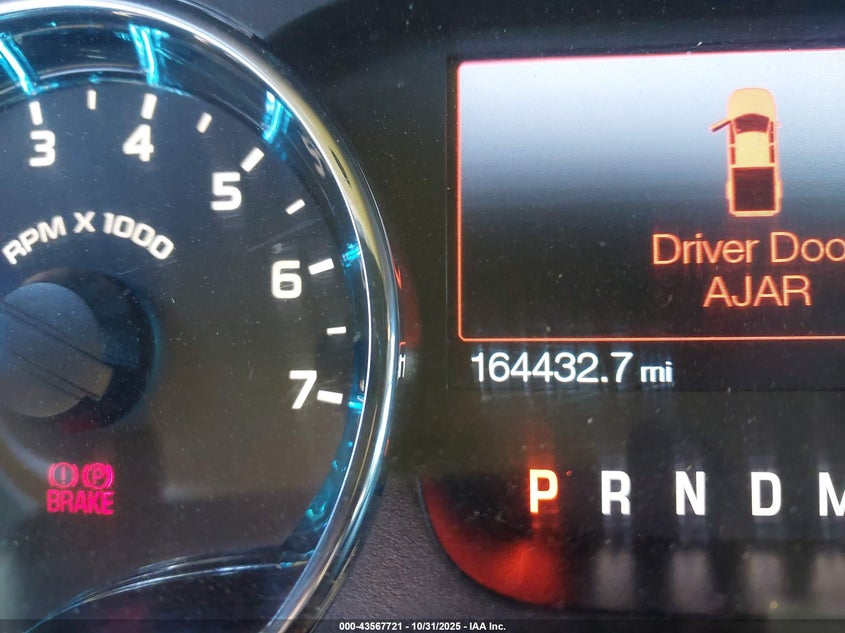 3 4 5 6 7
RPM X 1000
Driver Doo
AJAR
164432.7 mi
P R N D M
BRAKE
000-43567721 - 10/31/2025 - IAA Inc.